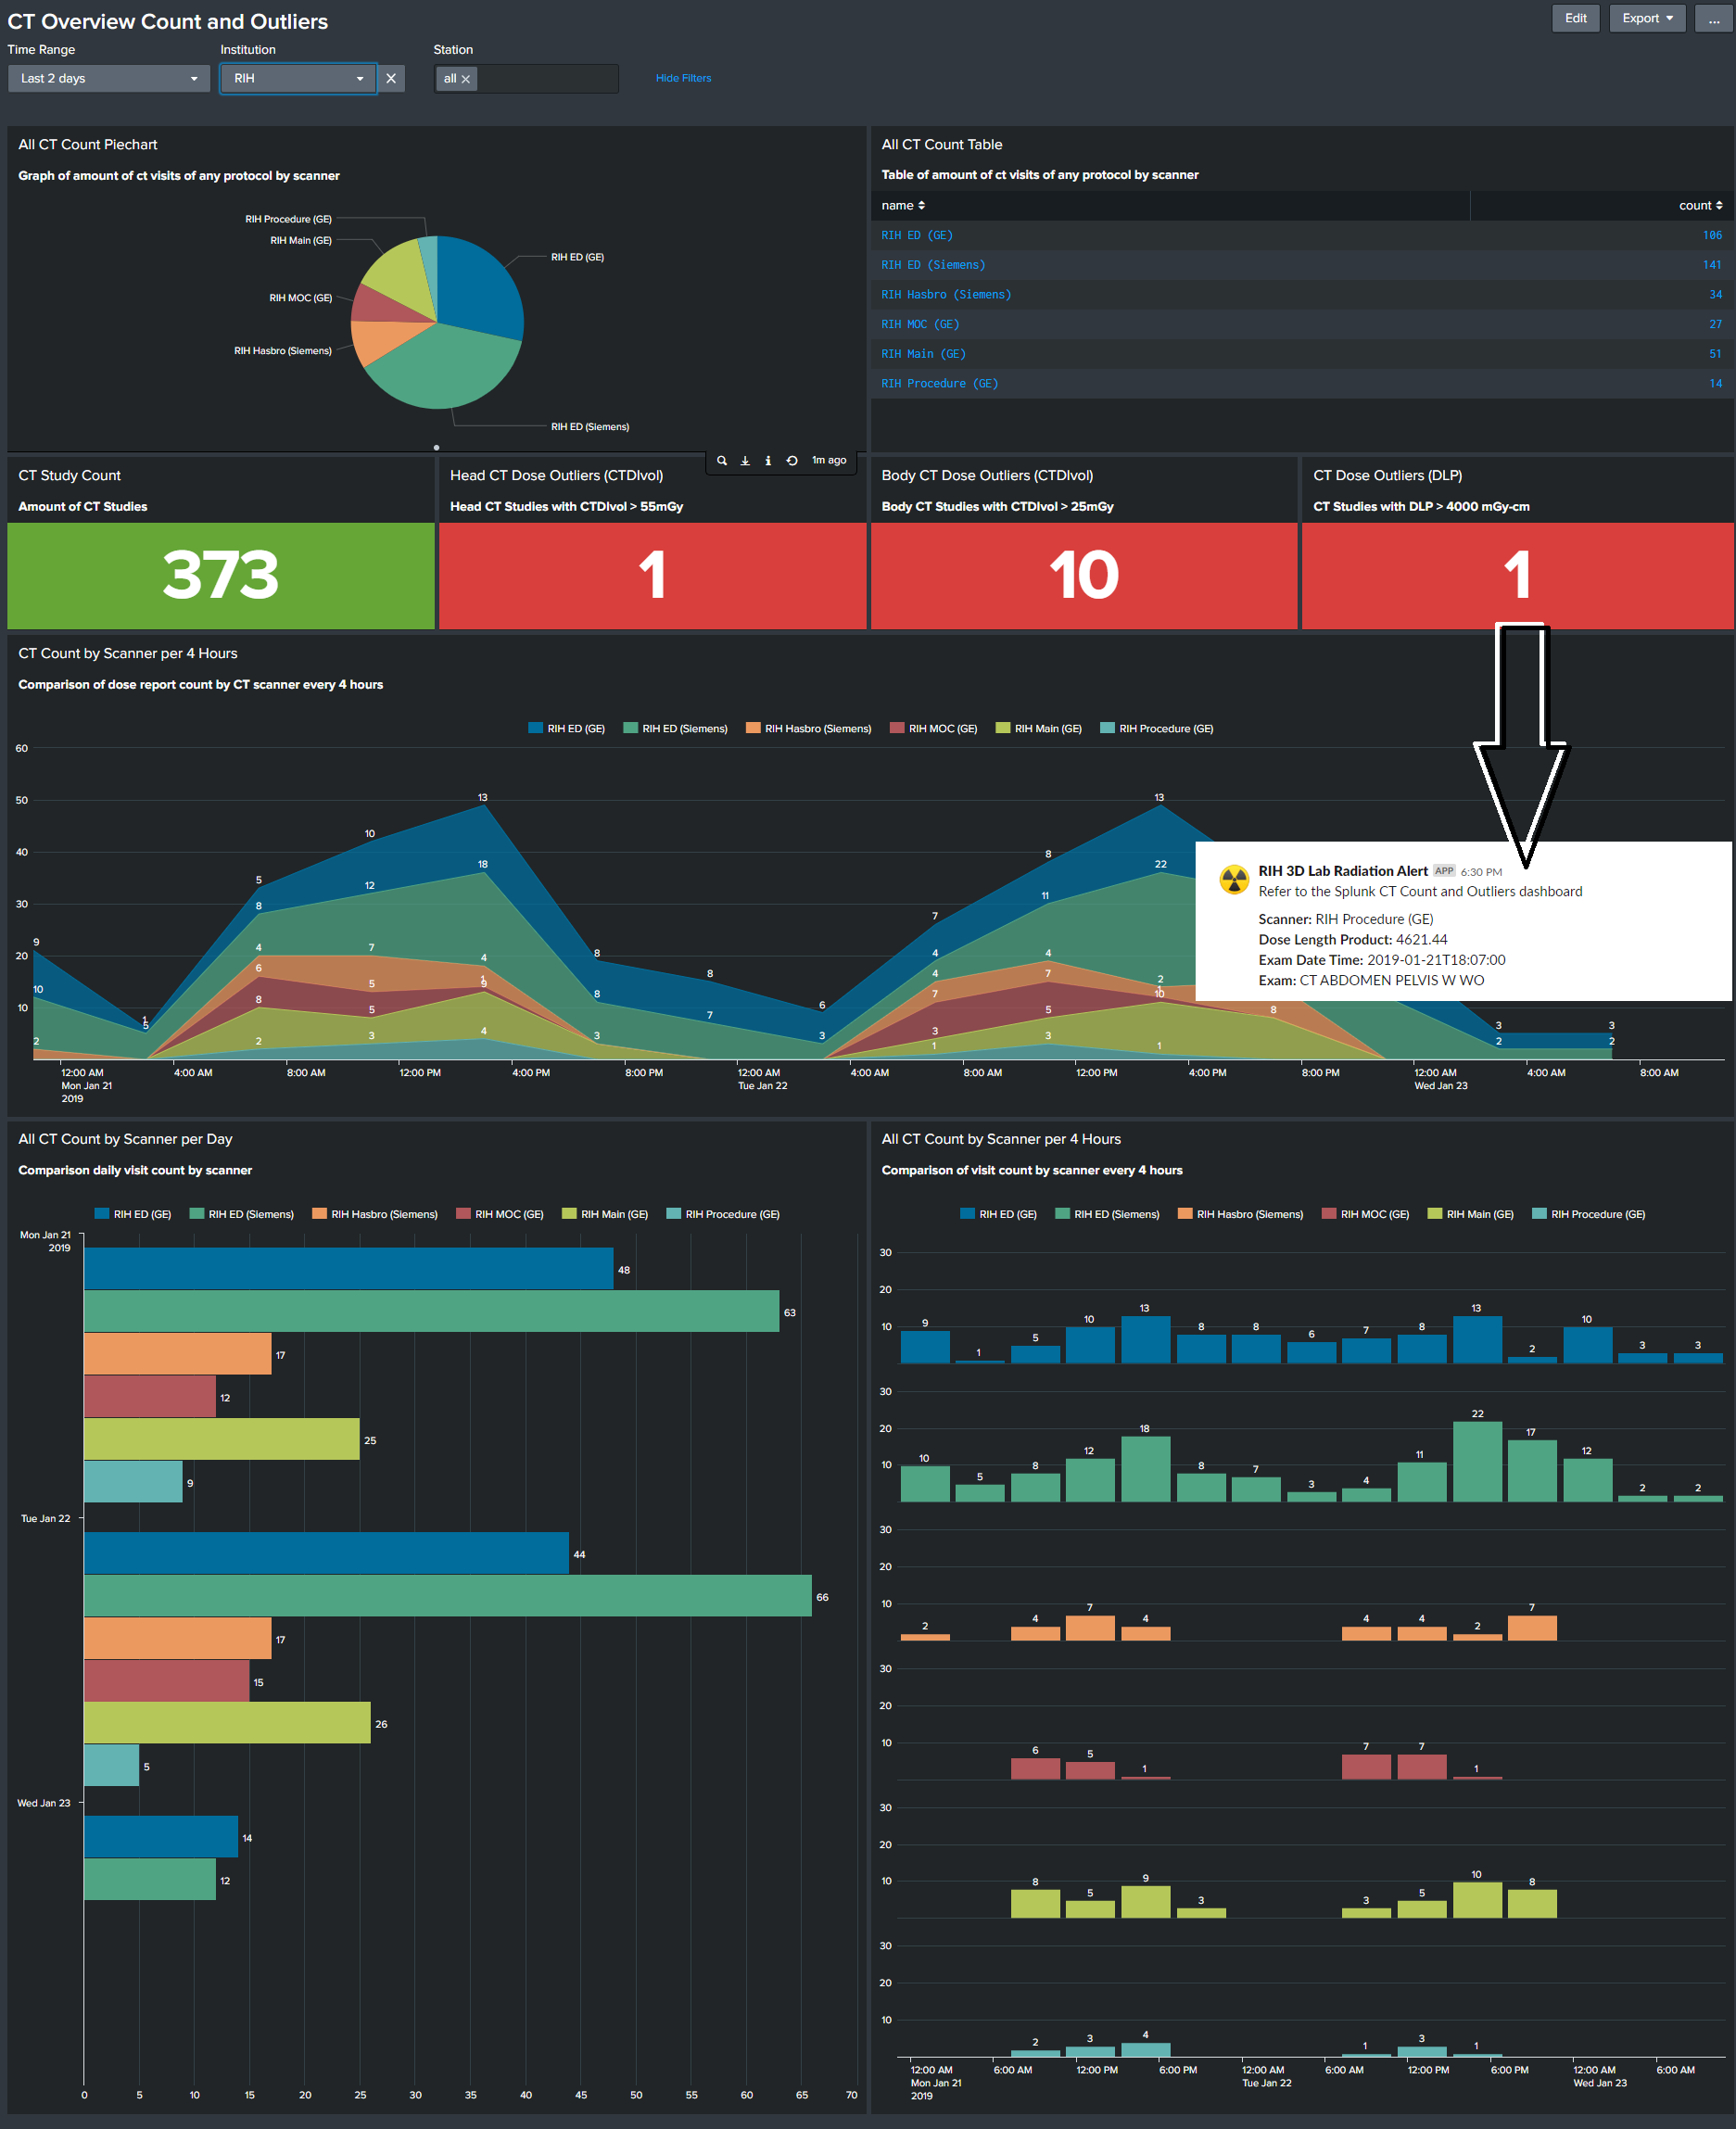 CT Overview Count and Outliers
Edit Export ...
Time Range Institution Station
Last 2 days RIH all Hide Filters
All CT Count Piechart
Graph of amount of ct visits of any protocol by scanner
RIH Procedure (GE)
RIH Main (GE)
RIH ED (GE)
RIH MOC (GE)
RIH Hasbro (Siemens)
RIH ED (Siemens)
1m ago
All CT Count Table
Table of amount of ct visits of any protocol by scanner
name count
RIH ED (GE) 106
RIH ED (Siemens) 141
RIH Hasbro (Siemens) 34
RIH MOC (GE) 27
RIH Main (GE) 51
RIH Procedure (GE) 14
CT Study Count
Amount of CT Studies
373
Head CT Dose Outliers (CTDIvol)
Head CT Studies with CTDIvol > 55mGy
1
Body CT Dose Outliers (CTDIvol)
Body CT Studies with CTDIvol > 25mGy
10
CT Dose Outliers (DLP)
CT Studies with DLP > 4000 mGy-cm
1
CT Count by Scanner per 4 Hours
Comparison of dose report count by CT scanner every 4 hours
RIH ED (GE) RIH ED (Siemens) RIH Hasbro (Siemens) RIH MOC (GE) RIH Main (GE) RIH Procedure (GE)
60
50
40
30
20
10
9 1 5 10 13 8 8 6 7 8 13 3 3
10 5 8 12 18 8 7 3 4 11 22 2 2
2 4 7 4 4 4 2
6 5 1 7 7 1
8 5 9 3 3 5 10 8
2 3 4 1 3 1
12:00 AM 4:00 AM 8:00 AM 12:00 PM 4:00 PM 8:00 PM 12:00 AM 4:00 AM 8:00 AM 12:00 PM 4:00 PM 8:00 PM 12:00 AM 4:00 AM 8:00 AM
Mon Jan 21 Tue Jan 22 Wed Jan 23
2019
RIH 3D Lab Radiation Alert APP 6:30 PM
Refer to the Splunk CT Count and Outliers dashboard
Scanner: RIH Procedure (GE)
Dose Length Product: 4621.44
Exam Date Time: 2019-01-21T18:07:00
Exam: CT ABDOMEN PELVIS W WO
All CT Count by Scanner per Day
Comparison daily visit count by scanner
RIH ED (GE) RIH ED (Siemens) RIH Hasbro (Siemens) RIH MOC (GE) RIH Main (GE) RIH Procedure (GE)
Mon Jan 21
2019
48
63
17
12
25
9
Tue Jan 22
44
66
17
15
26
5
Wed Jan 23
14
12
0 5 10 15 20 25 30 35 40 45 50 55 60 65 70
All CT Count by Scanner per 4 Hours
Comparison of visit count by scanner every 4 hours
RIH ED (GE) RIH ED (Siemens) RIH Hasbro (Siemens) RIH MOC (GE) RIH Main (GE) RIH Procedure (GE)
30
20
10
9 1 5 10 13 8 8 6 7 8 13 2 10 3 3
30
20
10
10 5 8 12 18 8 7 3 4 11 22 17 12 2 2
30
20
10
2 4 7 4 4 4 2 7
30
20
10
6 5 1 7 7 1
30
20
10
8 5 9 3 3 5 10 8
30
20
10
2 3 4 1 3 1
12:00 AM 6:00 AM 12:00 PM 6:00 PM 12:00 AM 6:00 AM 12:00 PM 6:00 PM 12:00 AM 6:00 AM
Mon Jan 21 Tue Jan 22 Wed Jan 23
2019